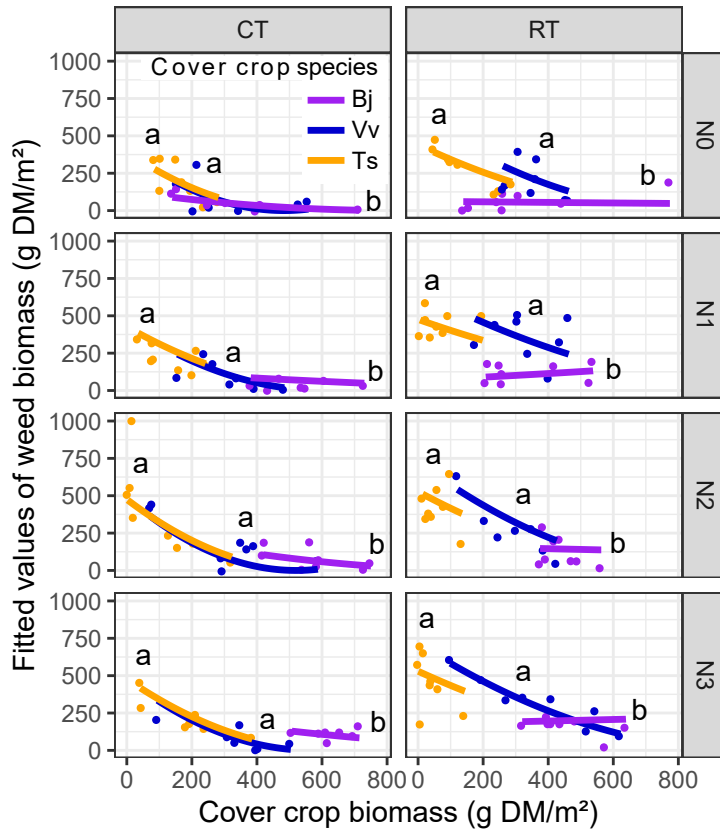 CT
RT
1000
750
500
250
0
Cover crop species
Bj
Vv
Ts
a
a
b
a
a
b
N0
1000
750
500
250
0
a
a
b
a
a
b
N1
1000
750
500
250
0
a
a
b
a
a
b
N2
1000
750
500
250
0
a
a
b
a
a
b
N3
0 200 400 600 800
0 200 400 600 800
Cover crop biomass (g DM/m²)
Fitted values of weed biomass (g DM/m²)